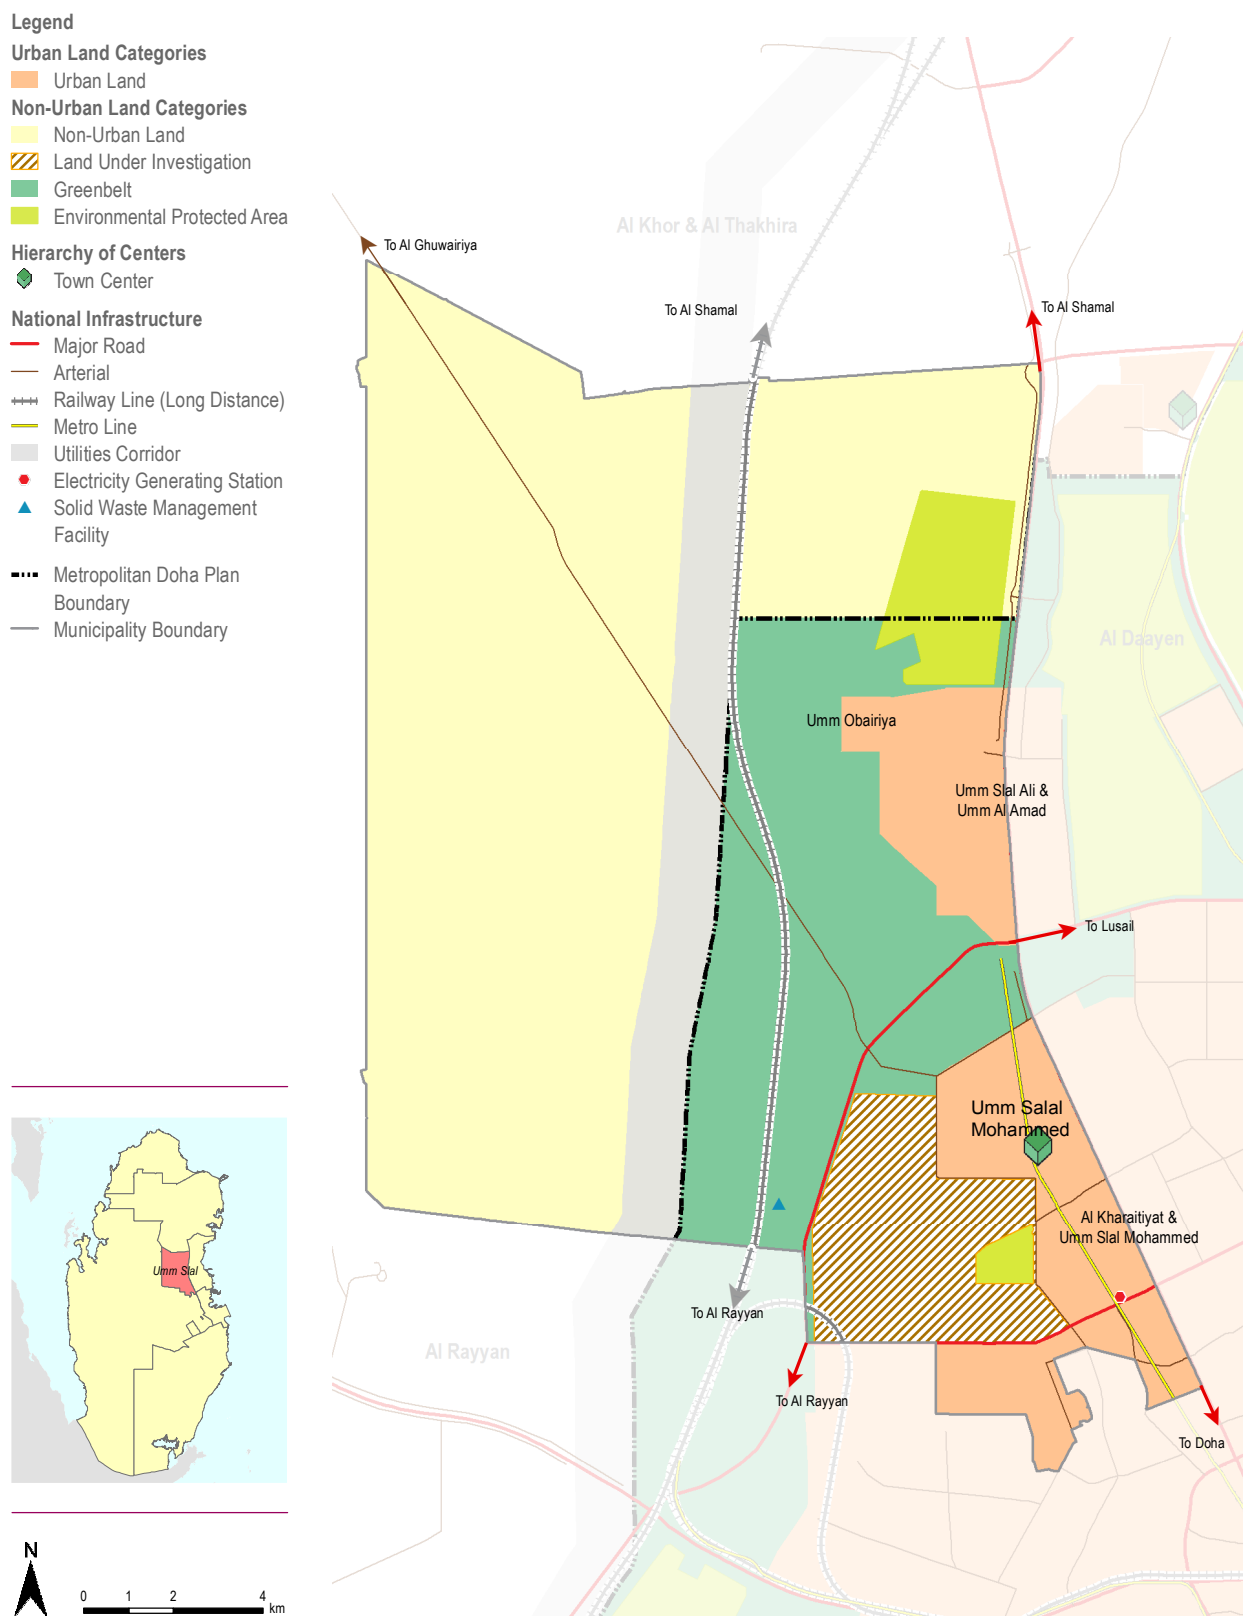 Legend
Urban Land Categories
Urban Land
Non-Urban Land Categories
Non-Urban Land
Land Under Investigation
Greenbelt
Environmental Protected Area
Hierarchy of Centers
Town Center
National Infrastructure
Major Road
Arterial
Railway Line (Long Distance)
Metro Line
Utilities Corridor
Electricity Generating Station
Solid Waste Management
Facility
Metropolitan Doha Plan
Boundary
Municipality Boundary
Al Khor & Al Thakhira
To Al Ghuwairiya
To Al Shamal
To Al Shamal
Al Daayen
Umm Obairiya
Umm Slal Ali &
Umm Al Amad
To Lusail
Umm Salal
Mohammed
Al Kharaitiyat &
Umm Slal Mohammed
To Al Rayyan
Al Rayyan
To Al Rayyan
To Doha
Umm Slal
N
0 1 2 4
km